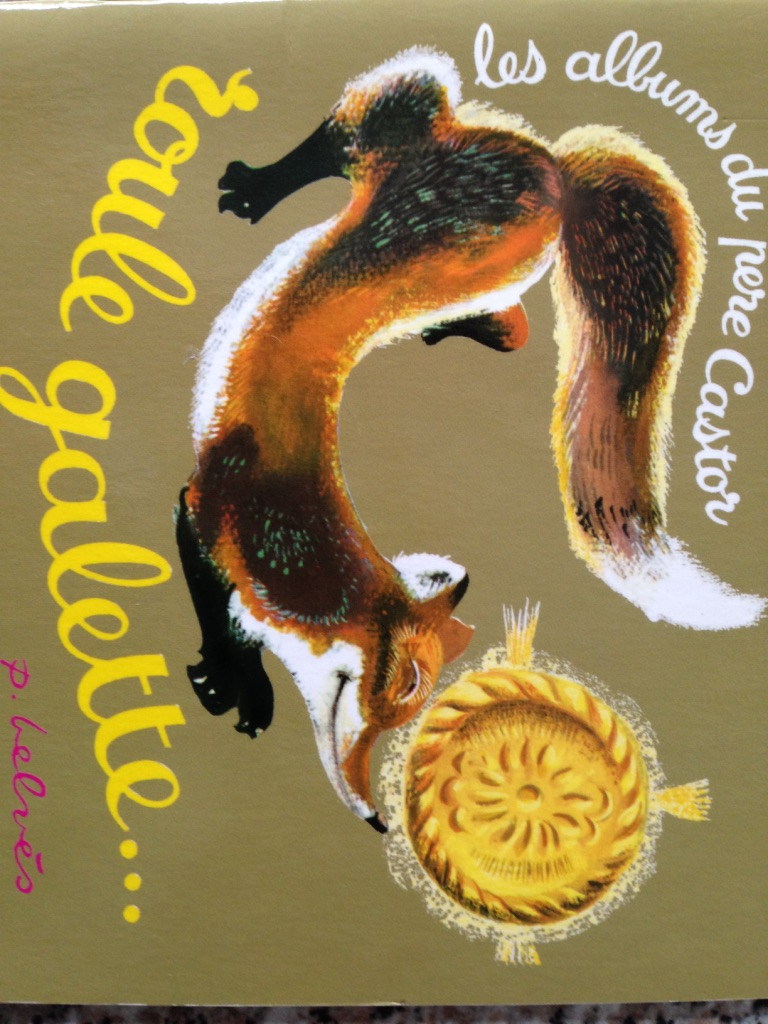 les albums du père Castor
roule galette...
p. belvès